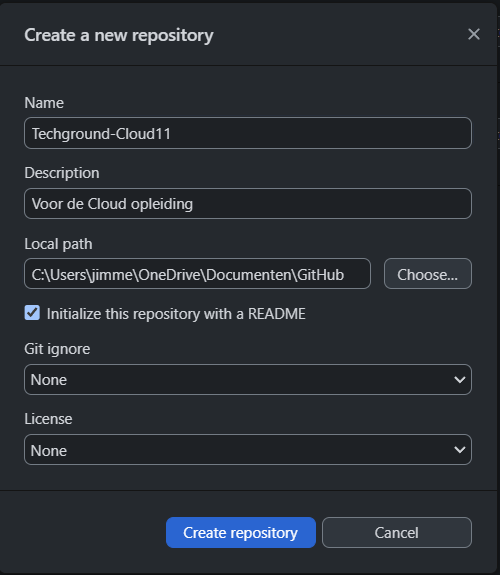 Create a new repository
Name
Techground-Cloud11
Description
Voor de Cloud opleiding
Local path
C:\Users\jimme\OneDrive\Documenten\GitHub
Choose...
Initialize this repository with a README
Git ignore
None
License
None
Create repository
Cancel